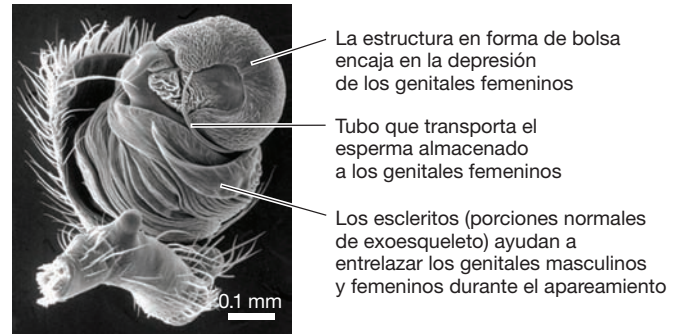 La estructura en forma de bolsa
encaja en la depresión
de los genitales femeninos
Tubo que transporta el
esperma almacenado
a los genitales femeninos
Los escleritos (porciones normales
de exoesqueleto) ayudan a
entrelazar los genitales masculinos
y femeninos durante el apareamiento
0.1 mm